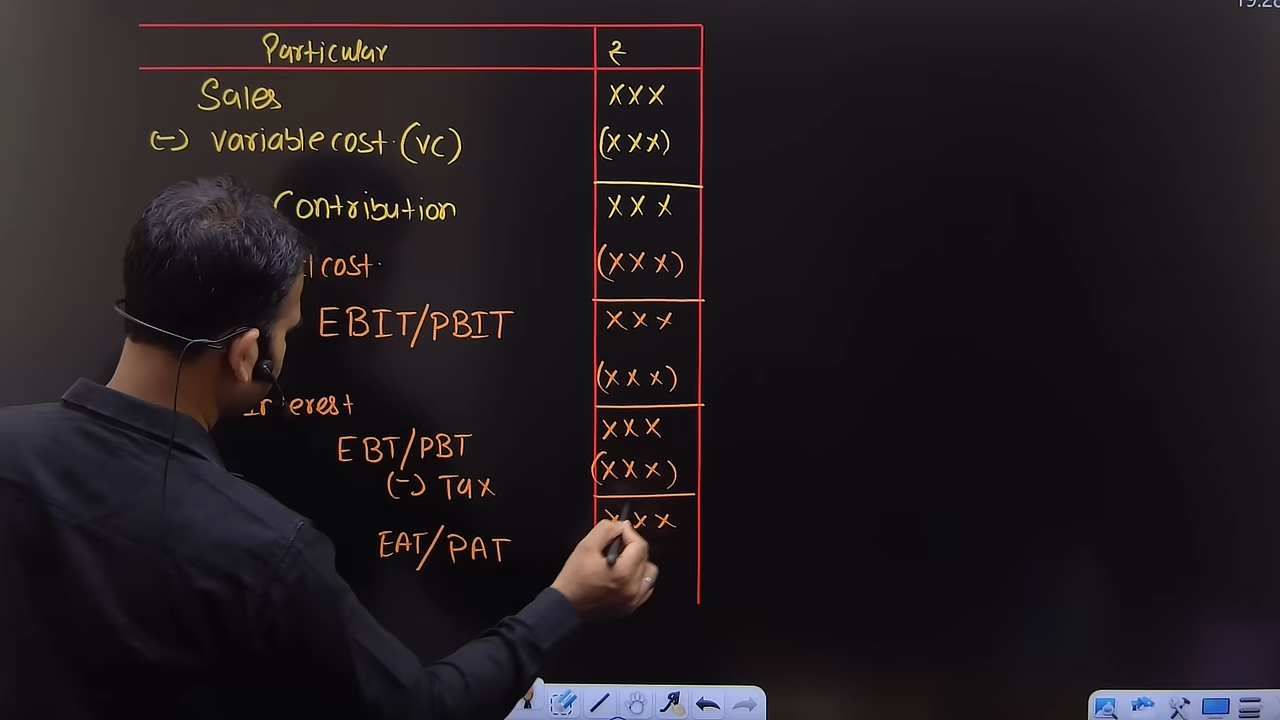 Particular ₹
Sales XXX
(-) variable cost. (VC) (XXX)
Contribution XXX
cost. (XXX)
EBIT/PBIT XXX
(XXX)
EBT/PBT XXX
(-) Tax (XXX)
EAT/PAT XXX